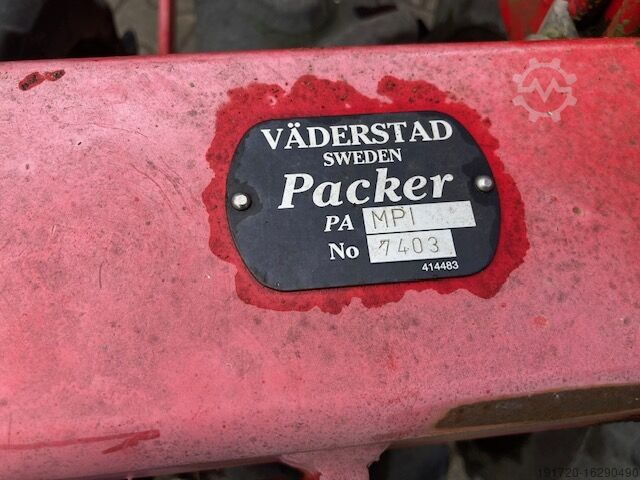 VÄDERSTAD
SWEDEN
Packer
PA MPI
No 7403
414483
191720-16290490